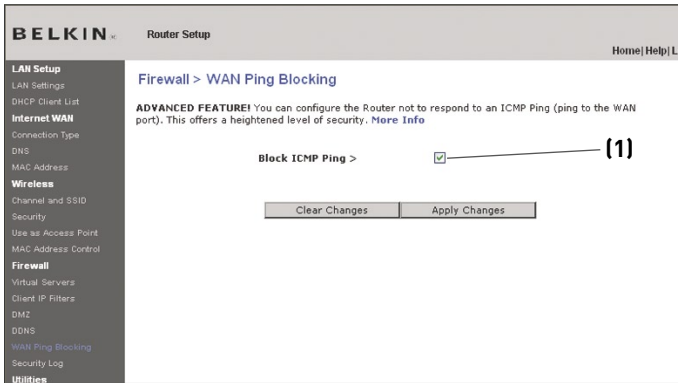 BELKIN
Router Setup
Home| Help| L
LAN Setup
LAN Settings
DHCP Client List
Internet WAN
Connection Type
DNS
MAC Address
Wireless
Channel and SSID
Security
Use as Access Point
MAC Address Control
Firewall
Virtual Servers
Client IP Filters
DMZ
DDNS
WAN Ping Blocking
Security Log
Utilities
Firewall > WAN Ping Blocking
ADVANCED FEATURE! You can configure the Router not to respond to an ICMP Ping (ping to the WAN
port). This offers a heightened level of security. More Info
Block ICMP Ping >
(1)
Clear Changes
Apply Changes